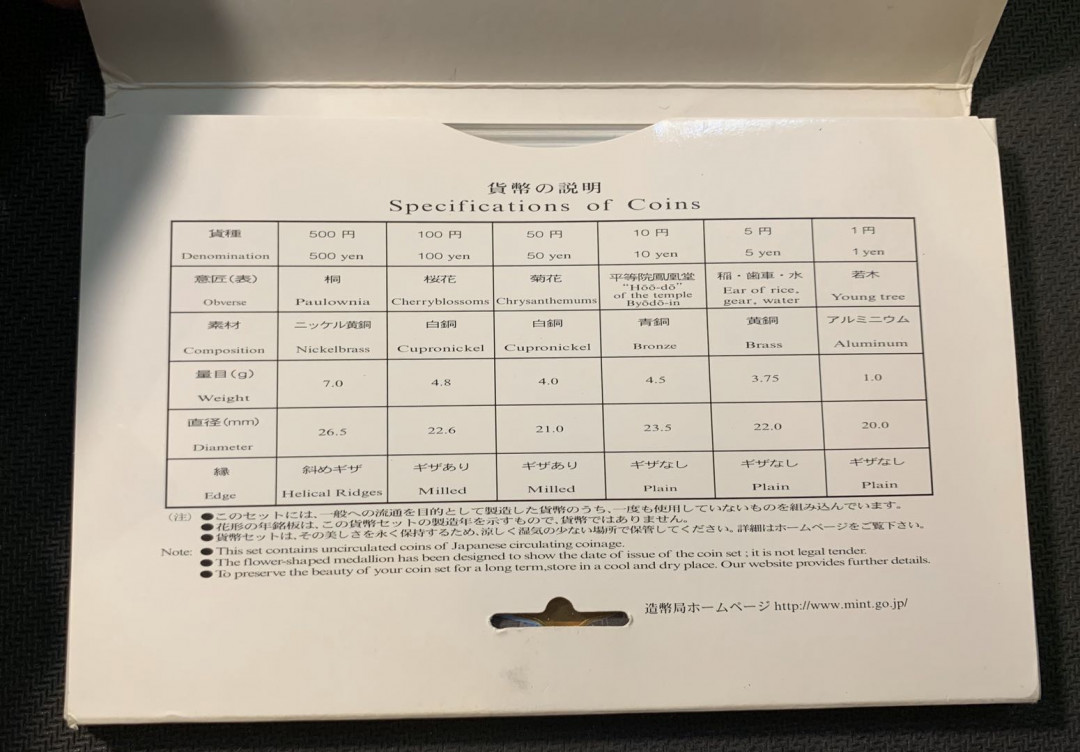 貨幣の説明
Specifications of Coins
貨種 500 円 100 円 50 円 10 円 5 円 1 円
Denomination 500 yen 100 yen 50 yen 10 yen 5 yen 1 yen
意匠(表) 桐 桜花 菊花 平等院鳳凰堂 稲・歯車・水 若木
Obverse Paulownia Cherryblossoms Chrysanthemums "Hōō-dō" of the temple Byōdō-in Ear of rice, gear, water Young tree
素材 ニッケル黄銅 白銅 白銅 青銅 黄銅 アルミニウム
Composition Nickelbrass Cupronickel Cupronickel Bronze Brass Aluminum
量目(g) 7.0 4.8 4.0 4.5 3.75 1.0
Weight
直径(mm) 26.5 22.6 21.0 23.5 22.0 20.0
Diameter
縁 斜めギザ ギザあり ギザあり ギザなし ギザなし ギザなし
Edge Helical Ridges Milled Milled Plain Plain Plain
(注) ●このセットには、一般への流通を目的として製造した貨幣のうち、一度も使用していないものを組み込んでいます。
●花形の年銘板は、この貨幣セットの製造年を示すもので、貨幣ではありません。
●貨幣セットは、その美しさを永く保持するため、涼しく湿気の少ない場所で保管してください。詳細はホームページをご覧下さい。
Note: ● This set contains uncirculated coins of Japanese circulating coinage.
● The flower-shaped medallion has been designed to show the date of issue of the coin set ; it is not legal tender.
● To preserve the beauty of your coin set for a long term,store in a cool and dry place. Our website provides further details.
造幣局ホームページ http://www.mint.go.jp/